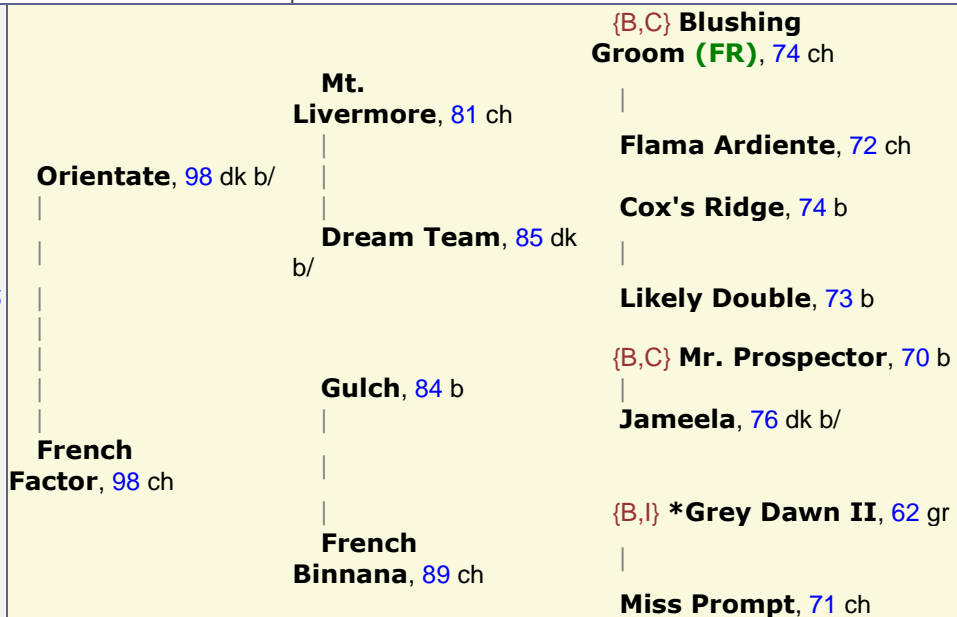 {B,C} Blushing
Groom (FR), 74 ch
Mt.
Livermore, 81 ch
Flama Ardiente, 72 ch
Orientate, 98 dk b/
Cox's Ridge, 74 b
Dream Team, 85 dk
b/
Likely Double, 73 b
{B,C} Mr. Prospector, 70 b
Gulch, 84 b
Jameela, 76 dk b/
French
Factor, 98 ch
{B,I} *Grey Dawn II, 62 gr
French
Binnana, 89 ch
Miss Prompt, 71 ch